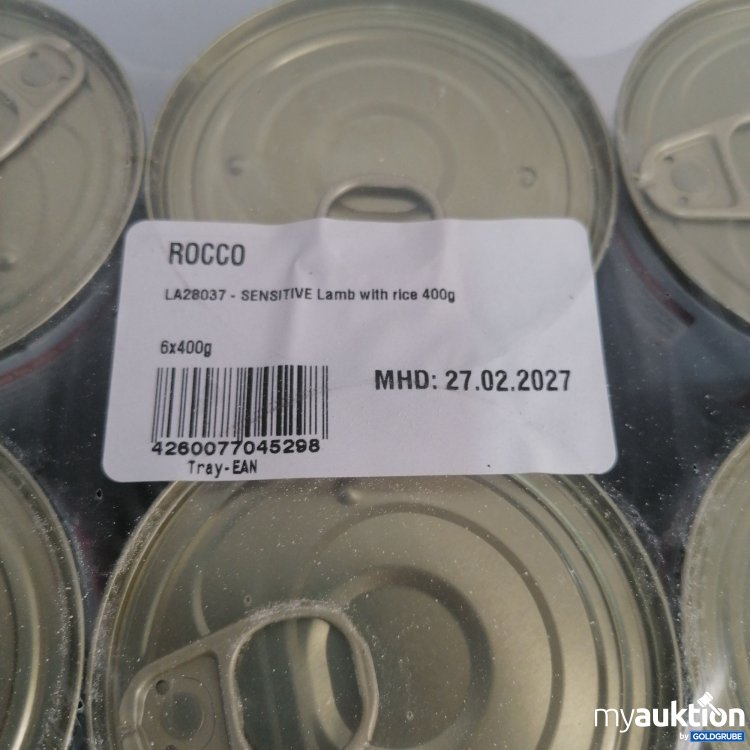 ROCCO
LA28037 - SENSITIVE Lamb with rice 400g
6x400g
MHD: 27.02.2027
4260077045298
Tray-EAN
myauktion
by GOLDGRUBE